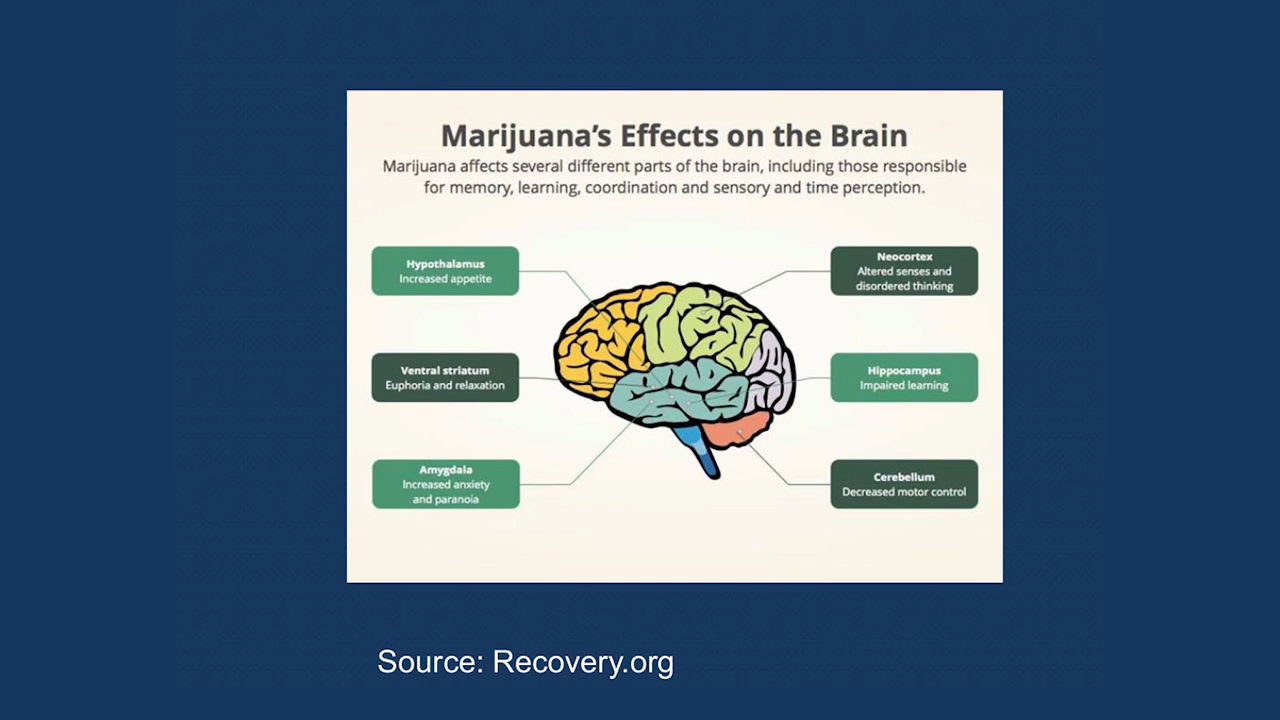 Marijuana's Effects on the Brain
Marijuana affects several different parts of the brain, including those responsible
for memory, learning, coordination and sensory and time perception.
Hypothalamus
Increased appetite
Neocortex
Altered senses and
disordered thinking
Ventral striatum
Euphoria and relaxation
Hippocampus
Impaired learning
Amygdala
Increased anxiety
and paranoia
Cerebellum
Decreased motor control
Source: Recovery.org